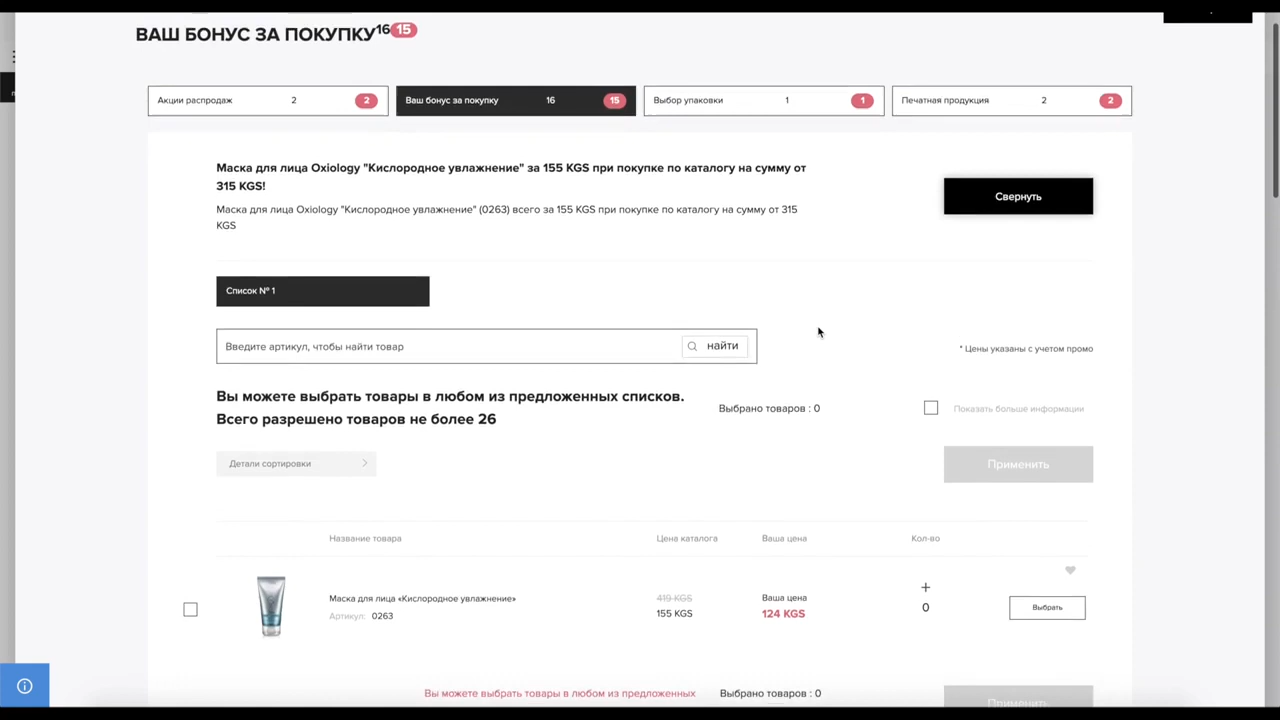 ВАШ БОНУС ЗА ПОКУПКУ 16 15
Акции распродаж 2 2
Ваш бонус за покупку 16 15
Выбор упаковки 1 1
Печатная продукция 2 2
Маска для лица Oxiology "Кислородное увлажнение" за 155 KGS при покупке по каталогу на сумму от
315 KGS!
Маска для лица Oxiology "Кислородное увлажнение" (0263) всего за 155 KGS при покупке по каталогу на сумму от 315
KGS
Свернуть
Список № 1
Введите артикул, чтобы найти товар
найти
* Цены указаны с учетом промо
Вы можете выбрать товары в любом из предложенных списков.
Всего разрешено товаров не более 26
Выбрано товаров : 0
Показать больше информации
Детали сортировки
Применить
Название товара
Цена каталога
Ваша цена
Кол-во
Маска для лица «Кислородное увлажнение»
Артикул: 0263
419 KGS
155 KGS
Ваша цена
124 KGS
+
0
Выбрать
Вы можете выбрать товары в любом из предложенных
Выбрано товаров : 0
Применить